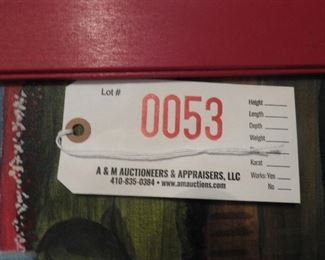 Lot #
0053
Height
Length
Depth
Weight
Karat
Works: Yes
No
A & M AUCTIONEERS & APPRAISERS, LLC
410-835-0384 • www.amauctions.com